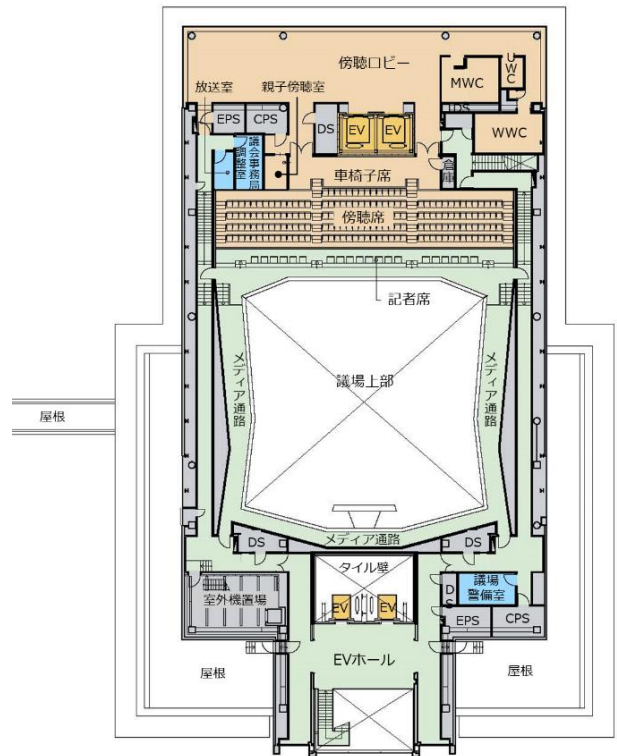 傍聴ロビー
UWC
MWC
放送室
親子傍聴室
EPS
CPS
DS
EV
EV
DS
WWC
議会事務局
調整室
車椅子席
倉庫
傍聴席
記者席
メディア通路
議場上部
メディア通路
屋根
DS
メディア通路
DS
タイル壁
室外機置場
EV
EV
DS
議場
警備室
EPS
CPS
屋根
EVホール
屋根